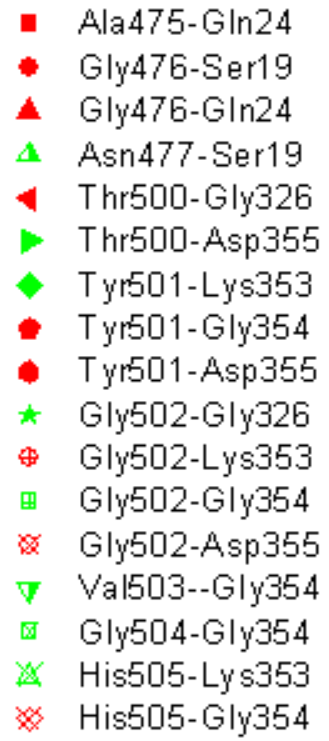 Ala475-Gln24
Gly476-Ser19
Gly476-Gln24
Asn477-Ser19
Thr500-Gly326
Thr500-Asp355
Tyr501-Lys353
Tyr501-Gly354
Tyr501-Asp355
Gly502-Gly326
Gly502-Lys353
Gly502-Gly354
Gly502-Asp355
Val503--Gly354
Gly504-Gly354
His505-Lys353
His505-Gly354